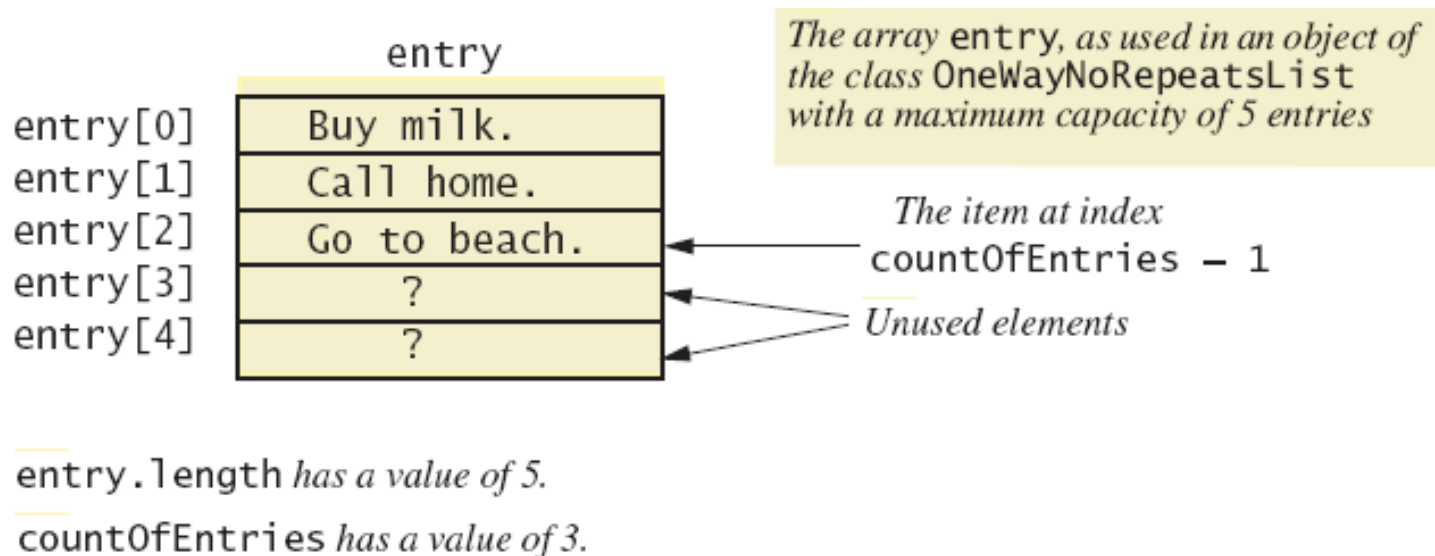 entry
The array entry, as used in an object of
the class OneWayNoRepeatsList
with a maximum capacity of 5 entries
entry[0] Buy milk.
entry[1] Call home.
entry[2] Go to beach.
entry[3] ?
entry[4] ?
The item at index
countOfEntries – 1
Unused elements
entry.length has a value of 5.
countOfEntries has a value of 3.